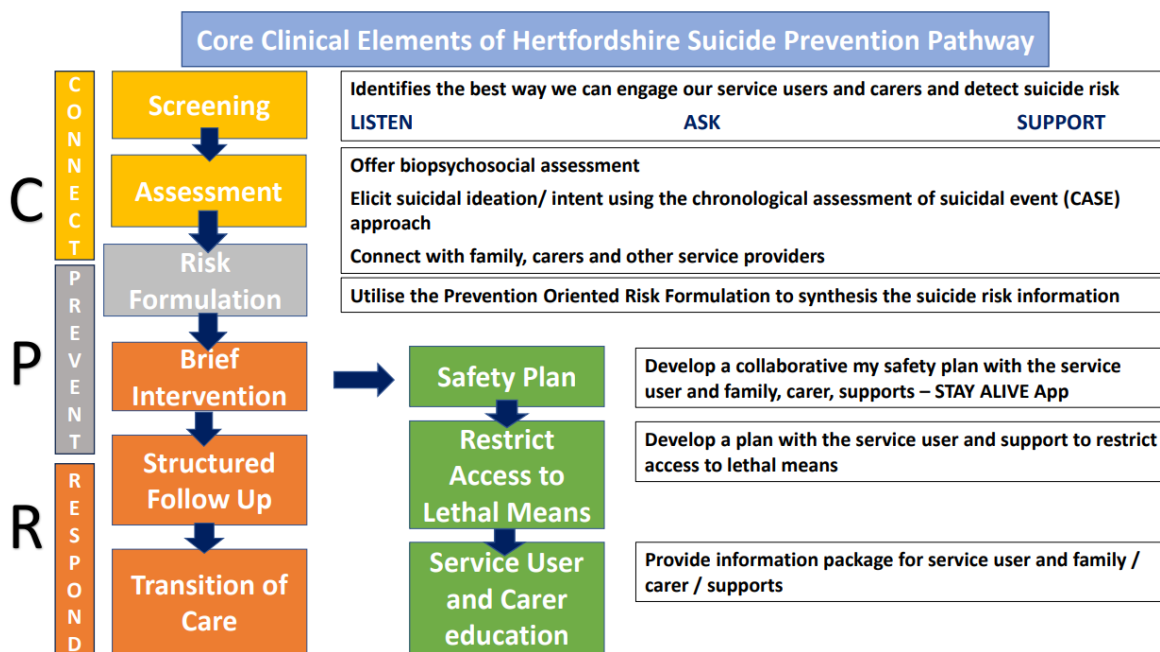 Core Clinical Elements of Hertfordshire Suicide Prevention Pathway
C
CONNECT
Screening
Identifies the best way we can engage our service users and carers and detect suicide risk
LISTEN ASK SUPPORT
Assessment
Offer biopsychosocial assessment
Elicit suicidal ideation/ intent using the chronological assessment of suicidal event (CASE)
approach
Connect with family, carers and other service providers
P
PREVENT
Risk
Formulation
Utilise the Prevention Oriented Risk Formulation to synthesis the suicide risk information
Brief
Intervention
Safety Plan
Develop a collaborative my safety plan with the service
user and family, carer, supports – STAY ALIVE App
R
RESPOND
Structured
Follow Up
Restrict
Access to
Lethal Means
Develop a plan with the service user and support to restrict
access to lethal means
Transition of
Care
Service User
and Carer
education
Provide information package for service user and family /
carer / supports